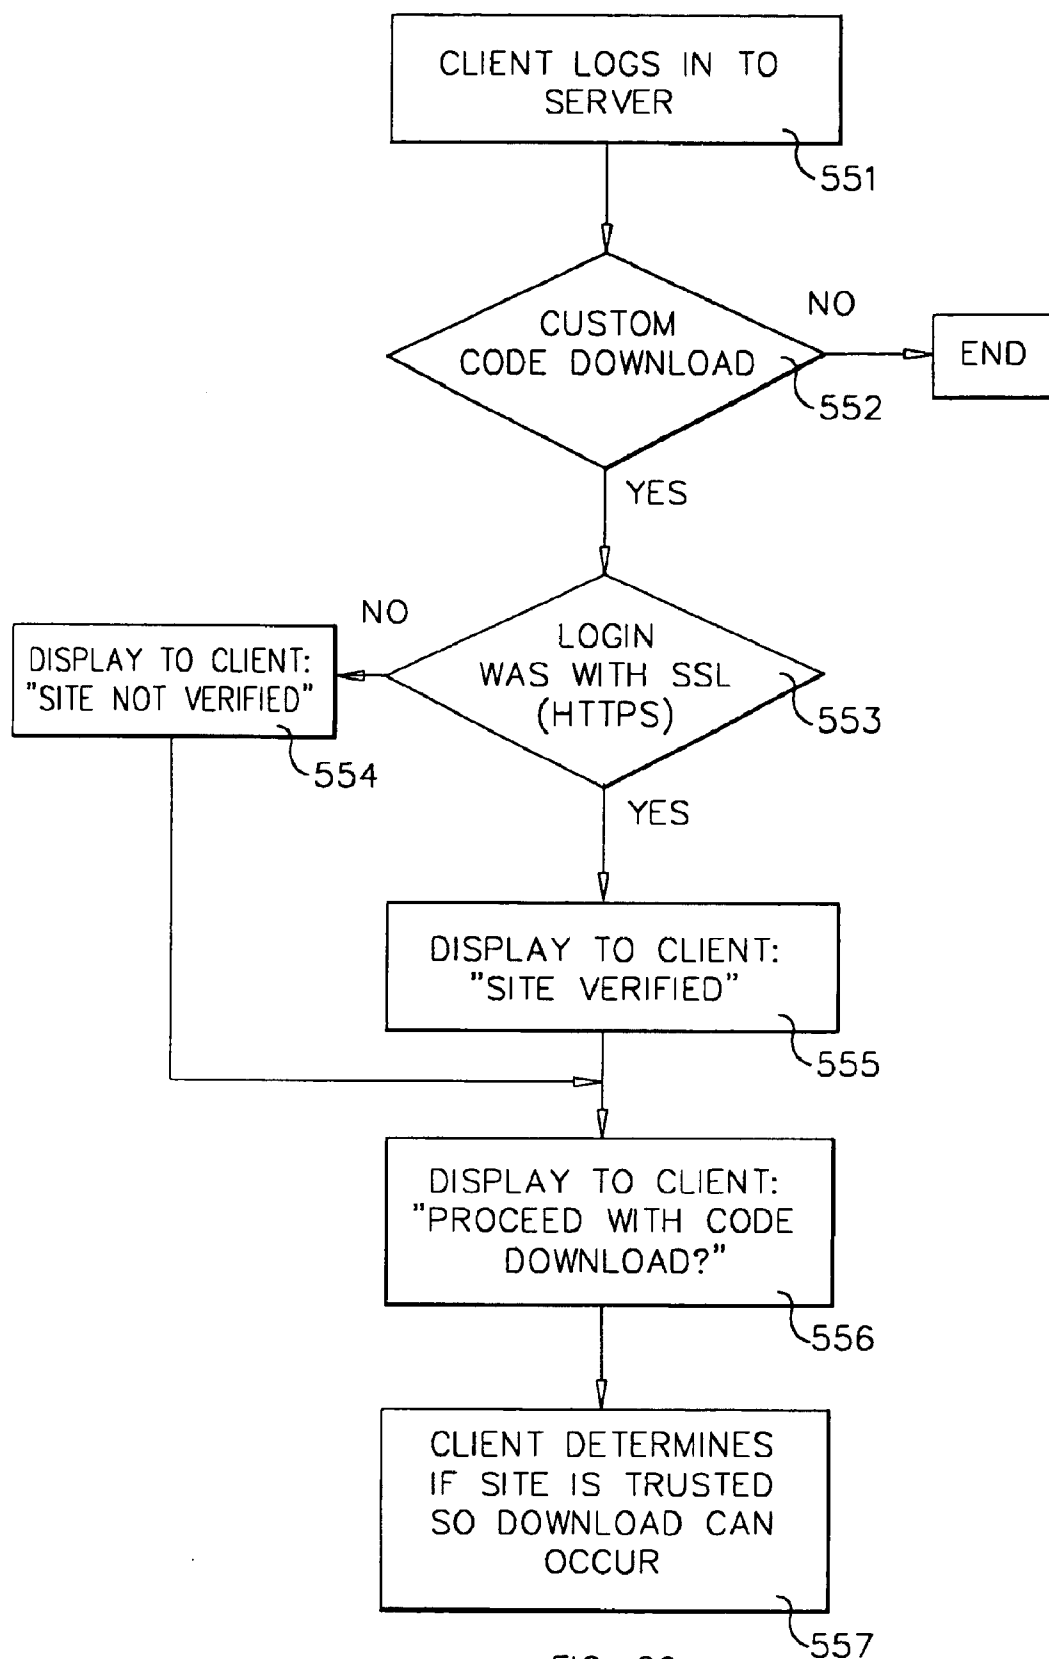 CLIENT LOGS IN TO
SERVER
551
CUSTOM
CODE DOWNLOAD
552
NO
END
YES
LOGIN
WAS WITH SSL
(HTTPS)
553
NO
DISPLAY TO CLIENT:
"SITE NOT VERIFIED"
554
YES
DISPLAY TO CLIENT:
"SITE VERIFIED"
555
DISPLAY TO CLIENT:
"PROCEED WITH CODE
DOWNLOAD?"
556
CLIENT DETERMINES
IF SITE IS TRUSTED
SO DOWNLOAD CAN
OCCUR
557